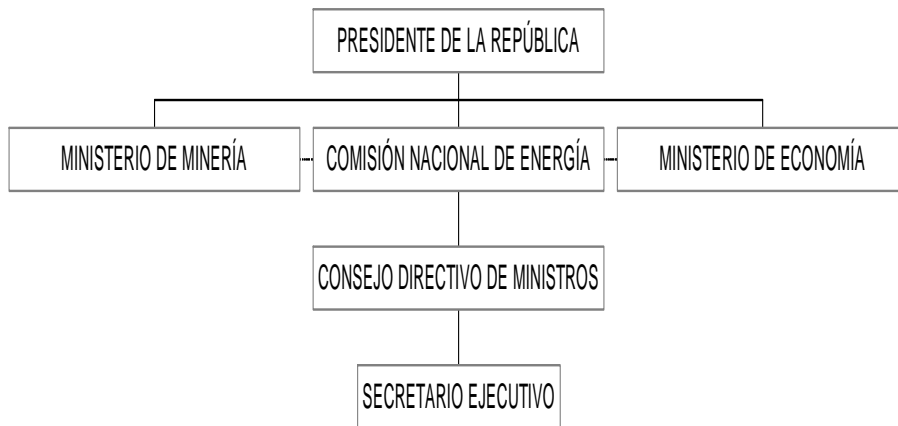 PRESIDENTE DE LA REPÚBLICA
MINISTERIO DE MINERÍA
COMISIÓN NACIONAL DE ENERGÍA
MINISTERIO DE ECONOMÍA
CONSEJO DIRECTIVO DE MINISTROS
SECRETARIO EJECUTIVO